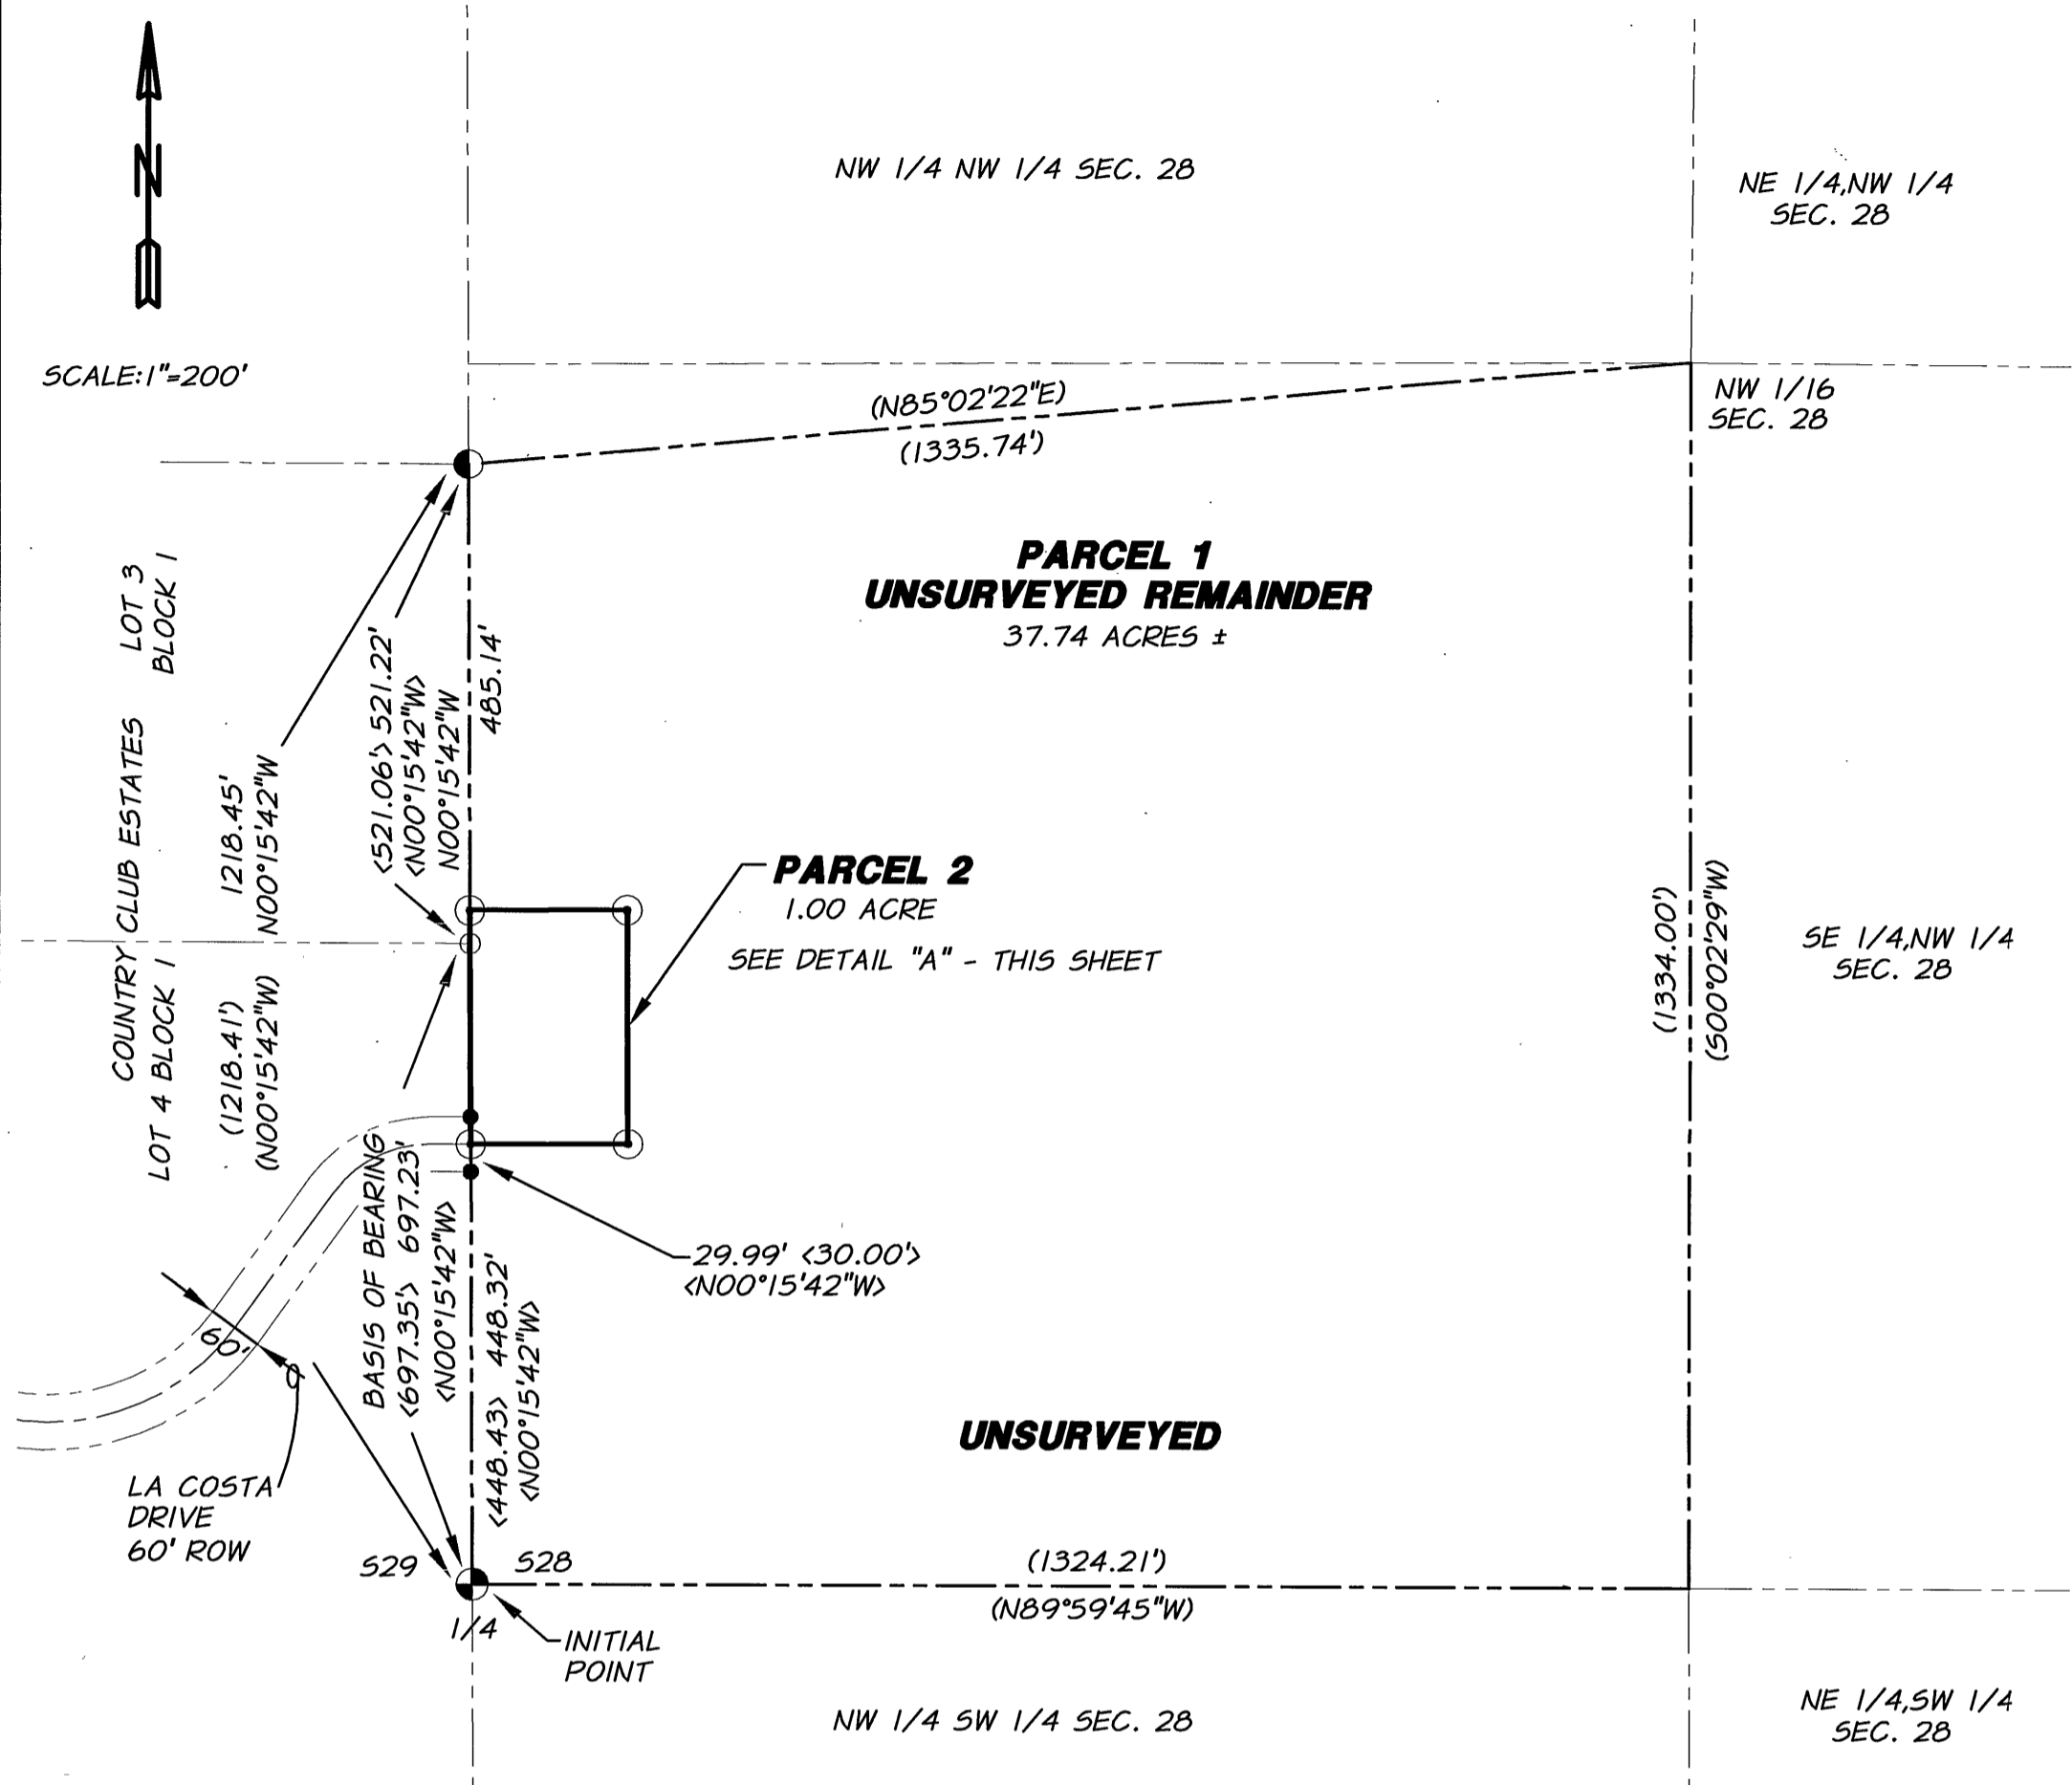 N
SCALE:1"=200'
NW 1/4 NW 1/4 SEC. 28
NE 1/4,NW 1/4
SEC. 28
(N85°02'22"E)
(1335.74')
NW 1/16
SEC. 28
PARCEL 1
UNSURVEYED REMAINDER
37.74 ACRES ±
COUNTRY CLUB ESTATES
LOT 3
BLOCK 1
LOT 4 BLOCK 1
1218.45'
N00°15'42"W
(1218.41')
(N00°15'42"W)
<521.06'> 521.22'
<N00°15'42"W>
N00°15'42"W
485.14'
PARCEL 2
1.00 ACRE
SEE DETAIL "A" - THIS SHEET
(1334.00')
(S00°02'29"W)
SE 1/4,NW 1/4
SEC. 28
BASIS OF BEARING
<697.35'> 697.23'
<N00°15'42"W>
<448.43> 448.32'
<N00°15'42"W>
29.99' <30.00'>
<N00°15'42"W>
60'
LA COSTA
DRIVE
60' ROW
UNSURVEYED
S29
S28
1/4
INITIAL
POINT
(1324.21')
(N89°59'45"W)
NW 1/4 SW 1/4 SEC. 28
NE 1/4,SW 1/4
SEC. 28